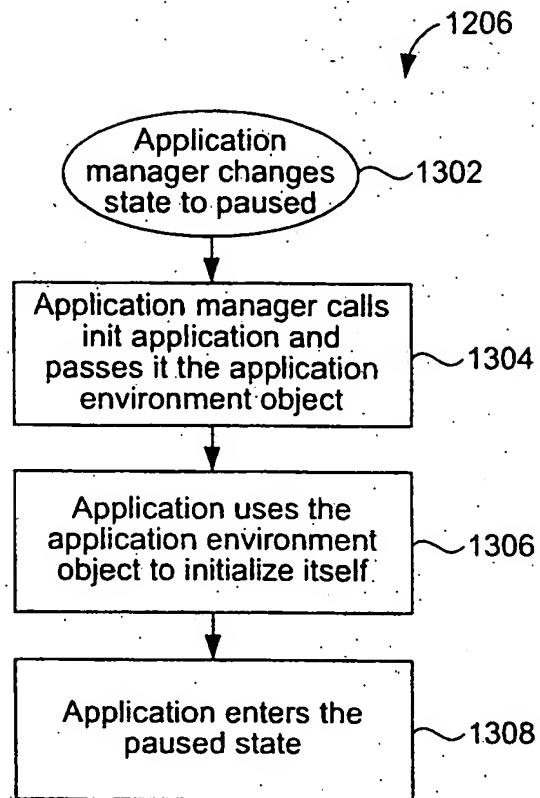 1206
Application
manager changes
state to paused
1302
Application manager calls
init application and
passes it the application
environment object
1304
Application uses the
application environment
object to initialize itself
1306
Application enters the
paused state
1308